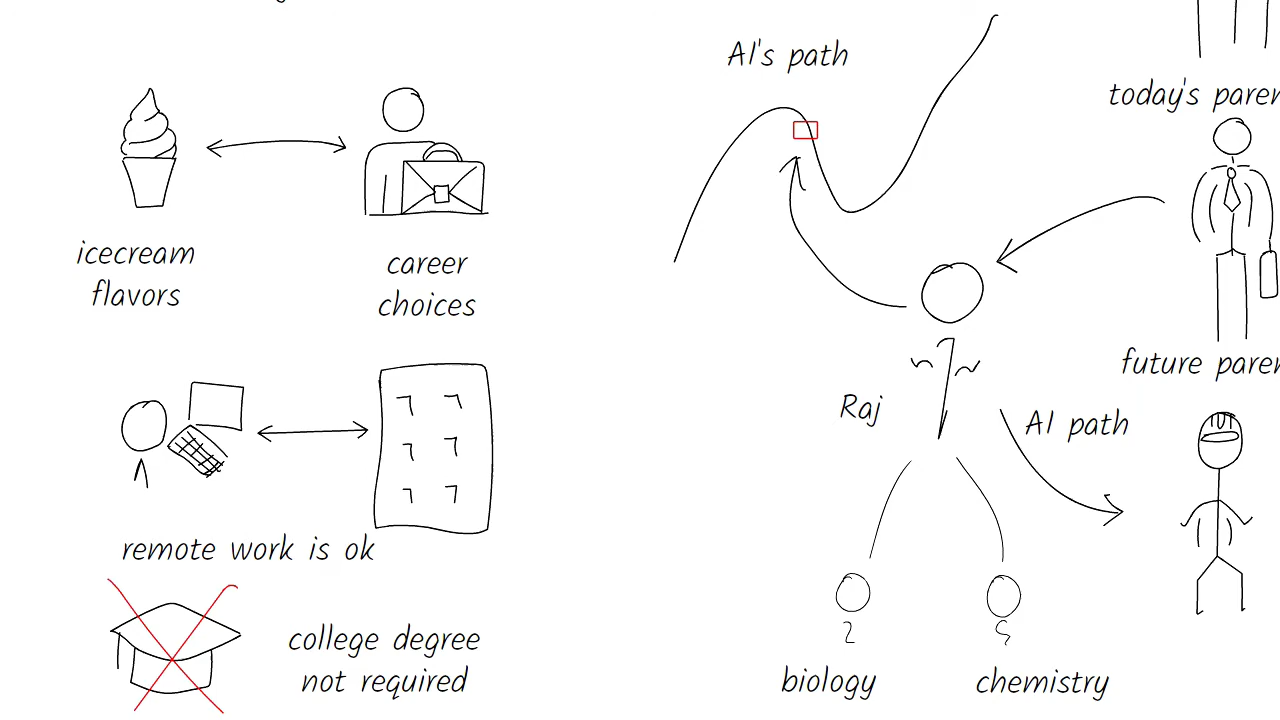 icecream
flavors
career
choices
remote work is ok
college degree
not required
AI's path
today's paren
future paren
Raj
AI path
2
biology
chemistry